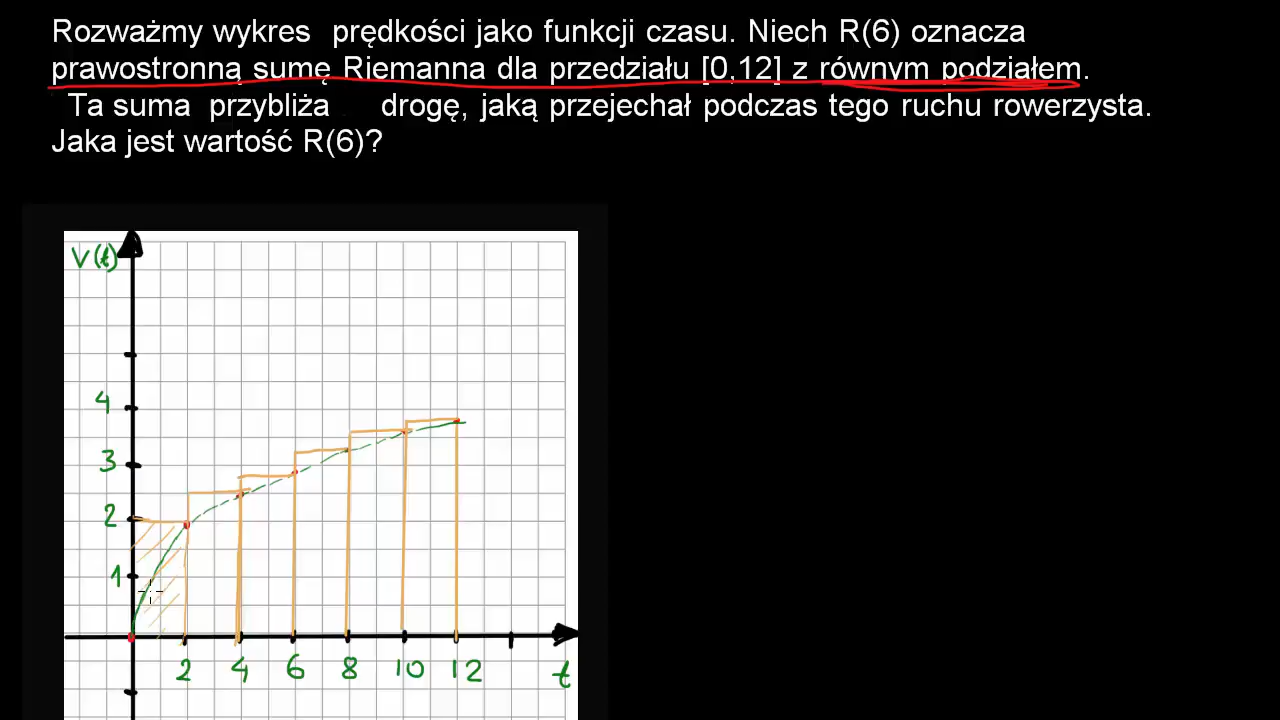 Rozważmy wykres prędkości jako funkcji czasu. Niech R(6) oznacza
prawostronną sumę Riemanna dla przedziału [0,12] z równym podziałem.
Ta suma przybliża drogę, jaką przejechał podczas tego ruchu rowerzysta.
Jaka jest wartość R(6)?
V(t)
4
3
2
1
2 4 6 8 10 12 t